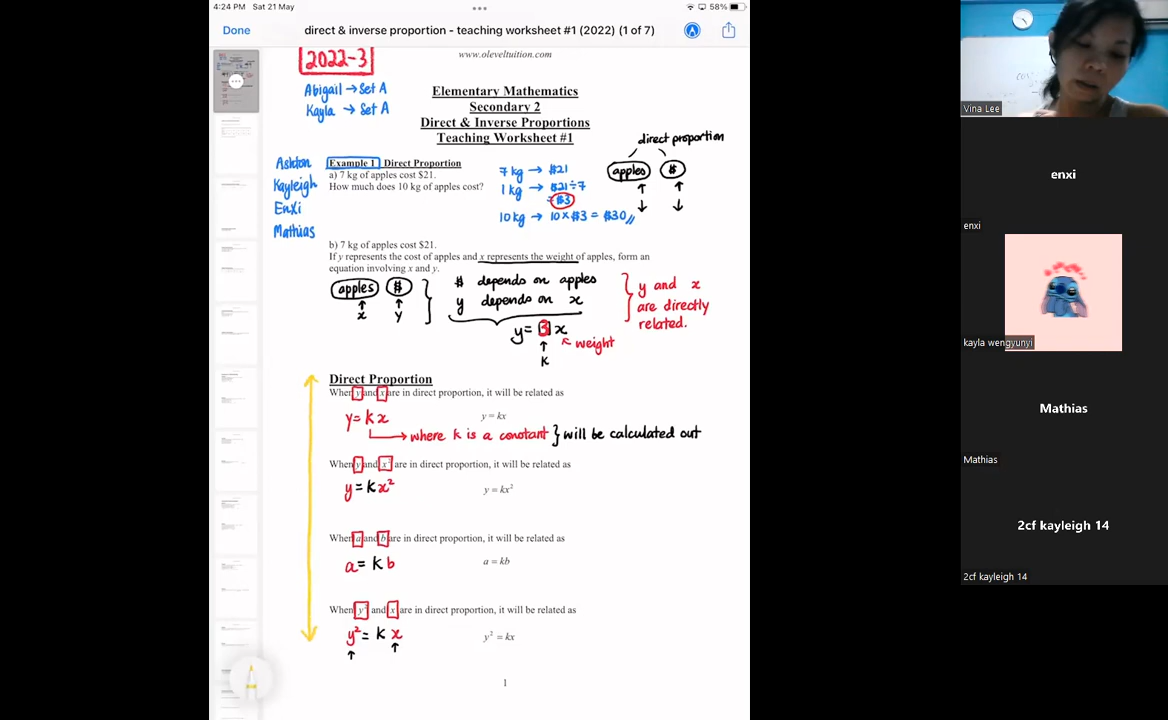 4:24 PM Sat 21 May
58%
Done
direct & inverse proportion - teaching worksheet #1 (2022) (1 of 7)
2022-3
www.oleveltuition.com
Abigail → Set A
Kayla → Set A
Elementary Mathematics
Secondary 2
Direct & Inverse Proportions
Teaching Worksheet #1
direct proportion
apples $
↑ ↑
↓ ↓
Ashton
Kayleigh
EnXi
Mathias
Example 1 Direct Proportion
a) 7 kg of apples cost $21.
How much does 10 kg of apples cost?
7 kg → $21
1 kg → $21 ÷ 7
= $3
10 kg → 10 × $3 = $30 //
b) 7 kg of apples cost $21.
If y represents the cost of apples and x represents the weight of apples, form an
equation involving x and y.
apples $
↑ ↑
x y
$ depends on apples
y depends on x
y = 3 x
↑ weight
k
y and x
are directly
related.
Direct Proportion
When y and x are in direct proportion, it will be related as
y = kx
y = kx
where k is a constant } will be calculated out
When y and x² are in direct proportion, it will be related as
y = kx²
y = kx²
When a and b are in direct proportion, it will be related as
a = kb
a = kb
When y² and x are in direct proportion, it will be related as
y² = k x
y² = kx
↑ ↑
1
Vina Lee
enxi
enxi
kayla wengyunyi
Mathias
Mathias
2cf kayleigh 14
2cf kayleigh 14